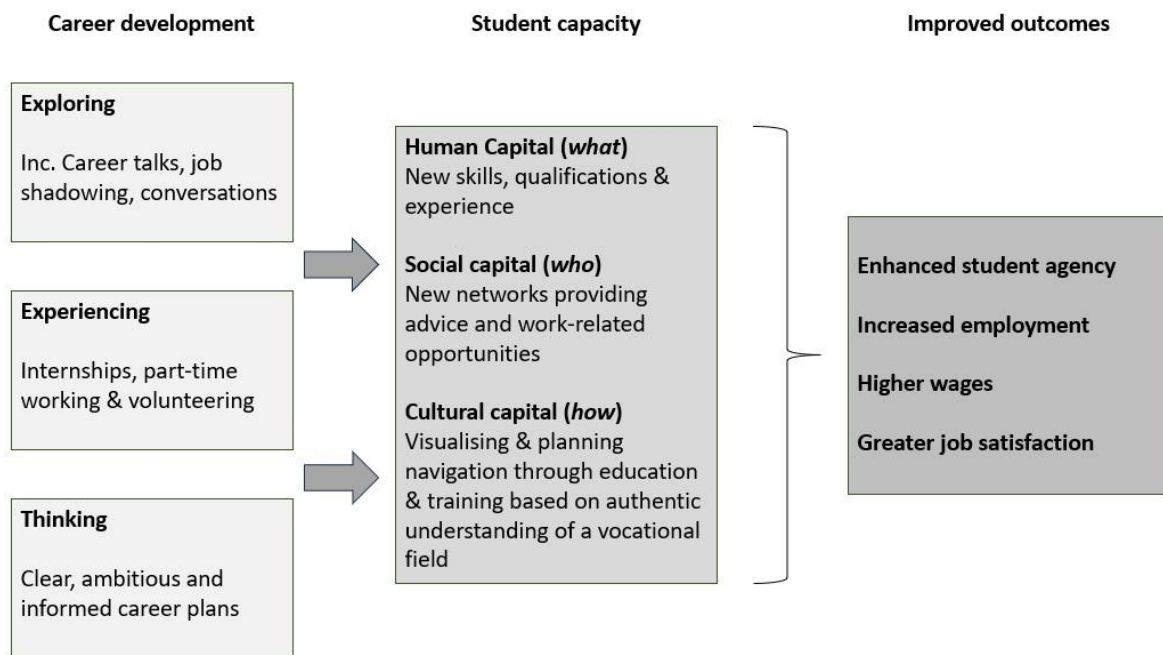 Career development
Student capacity
Improved outcomes
Exploring
Inc. Career talks, job
shadowing, conversations
Experiencing
Internships, part-time
working & volunteering
Thinking
Clear, ambitious and
informed career plans
Human Capital (what)
New skills, qualifications &
experience
Social capital (who)
New networks providing
advice and work-related
opportunities
Cultural capital (how)
Visualising & planning
navigation through education
& training based on authentic
understanding of a vocational
field
Enhanced student agency
Increased employment
Higher wages
Greater job satisfaction